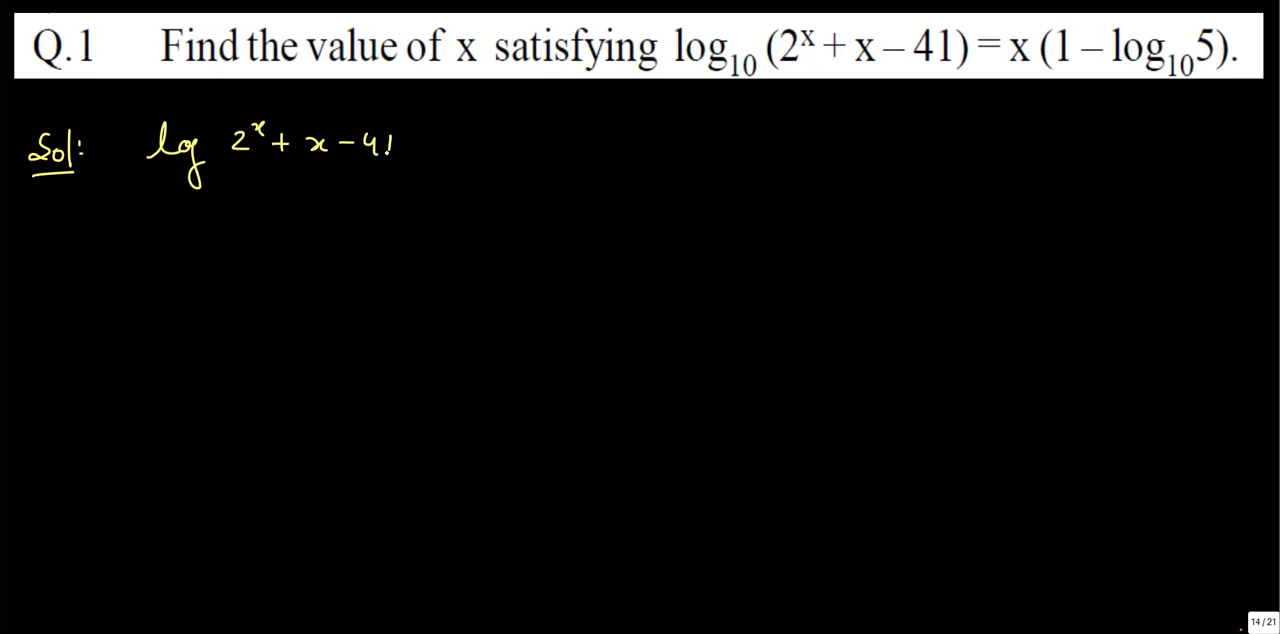 Q.1 Find the value of x satisfying log₁₀ (2ˣ + x – 41) = x (1 – log₁₀5).
Sol: log 2ˣ + x – 41
14 / 21